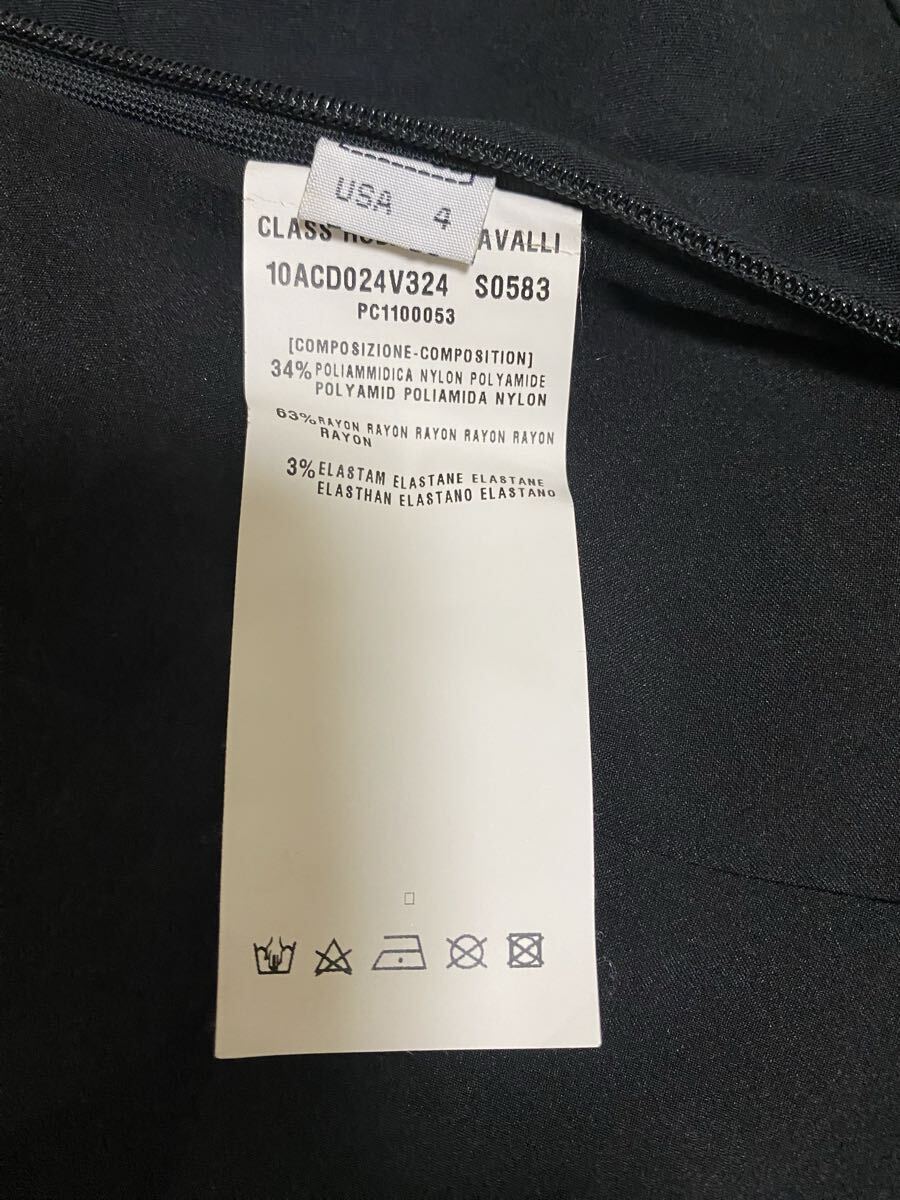 USA 4
CLASS AVALLI
10ACD024V324 S0583
PC1100053
[COMPOSIZIONE-COMPOSITION]
34% POLIAMMIDICA NYLON POLYAMIDE
POLYAMID POLIAMIDA NYLON
63% RAYON RAYON RAYON RAYON RAYON
RAYON
3% ELASTAM ELASTANE ELASTANE
ELASTHAN ELASTANO ELASTANO